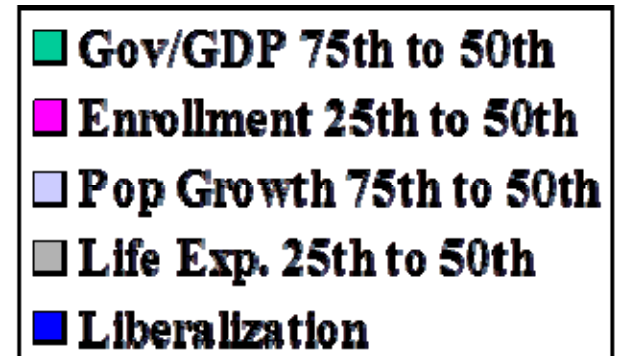 Gov/GDP 75th to 50th
Enrollment 25th to 50th
Pop Growth 75th to 50th
Life Exp. 25th to 50th
Liberalization